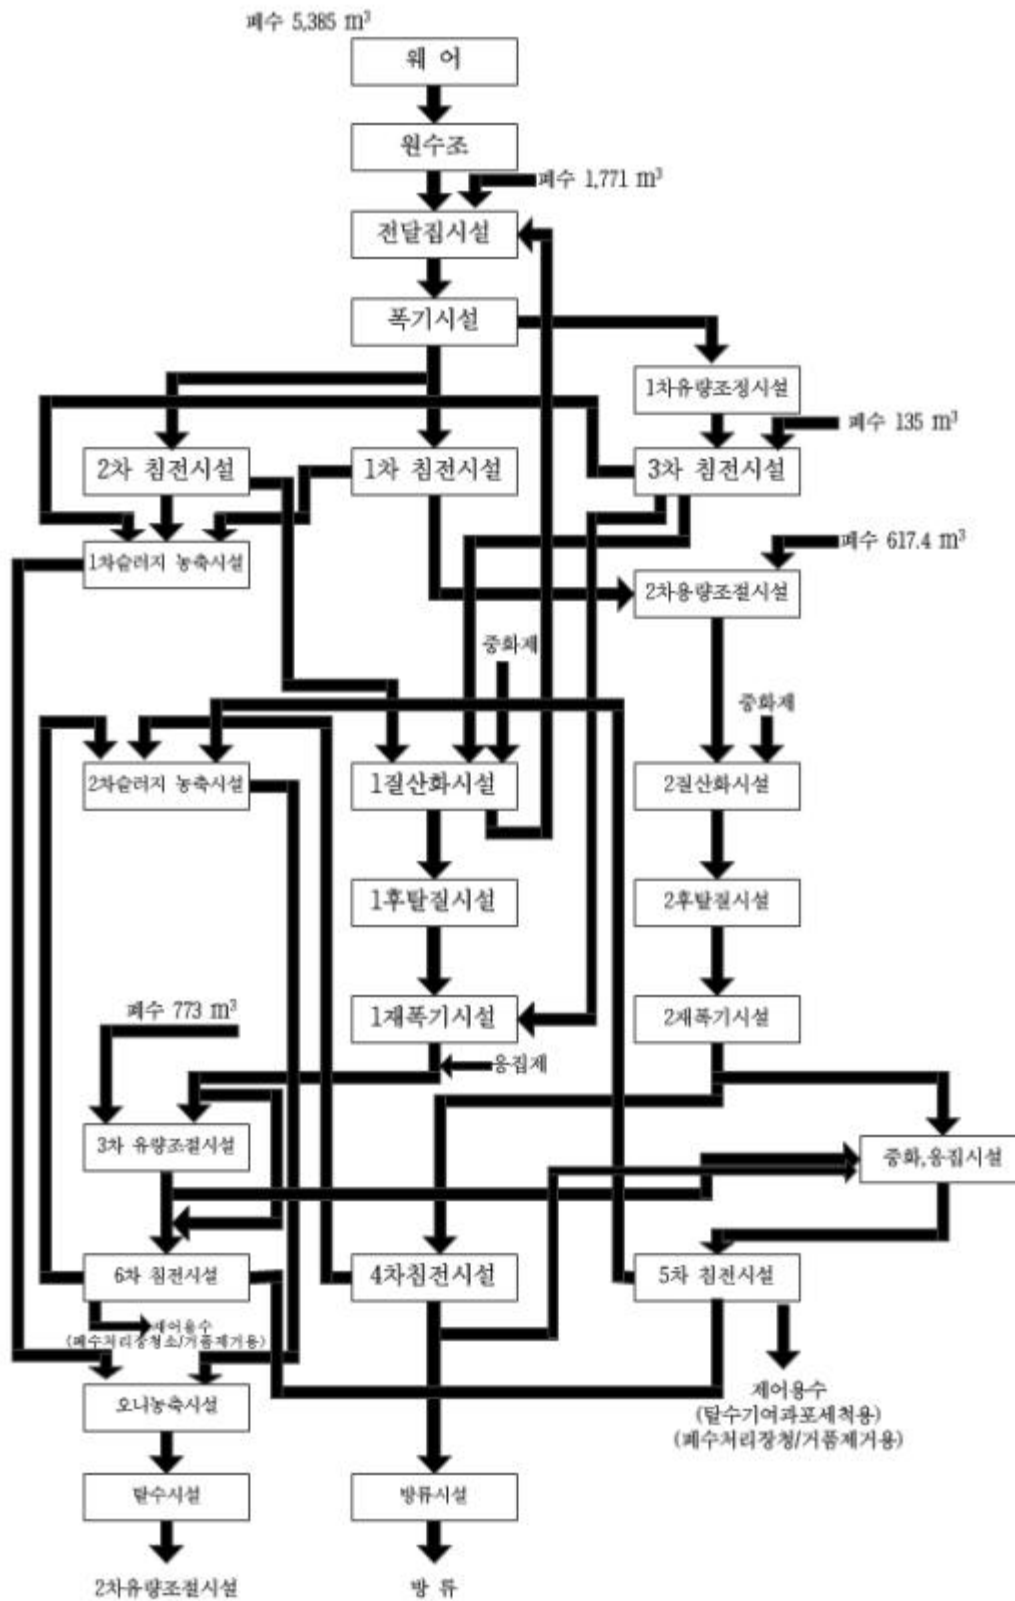 폐수 5,385 m³
웨 어
원수조
폐수 1,771 m³
전탈질시설
폭기시설
1차유량조정시설
폐수 135 m³
2차 침전시설
1차 침전시설
3차 침전시설
폐수 617.4 m³
1차슬러지 농축시설
2차용량조절시설
중화제
중화제
2차슬러지 농축시설
1질산화시설
2질산화시설
1후탈질시설
2후탈질시설
폐수 773 m³
1재폭기시설
2재폭기시설
응집제
3차 유량조절시설
중화,응집시설
6차 침전시설
4차침전시설
5차 침전시설
재어용수
(폐수처리장청소/거품제거용)
오니농축시설
제어용수
(탈수기여과포세척용)
(폐수처리장청/거품제거용)
탈수시설
방류시설
2차유량조절시설
방 류